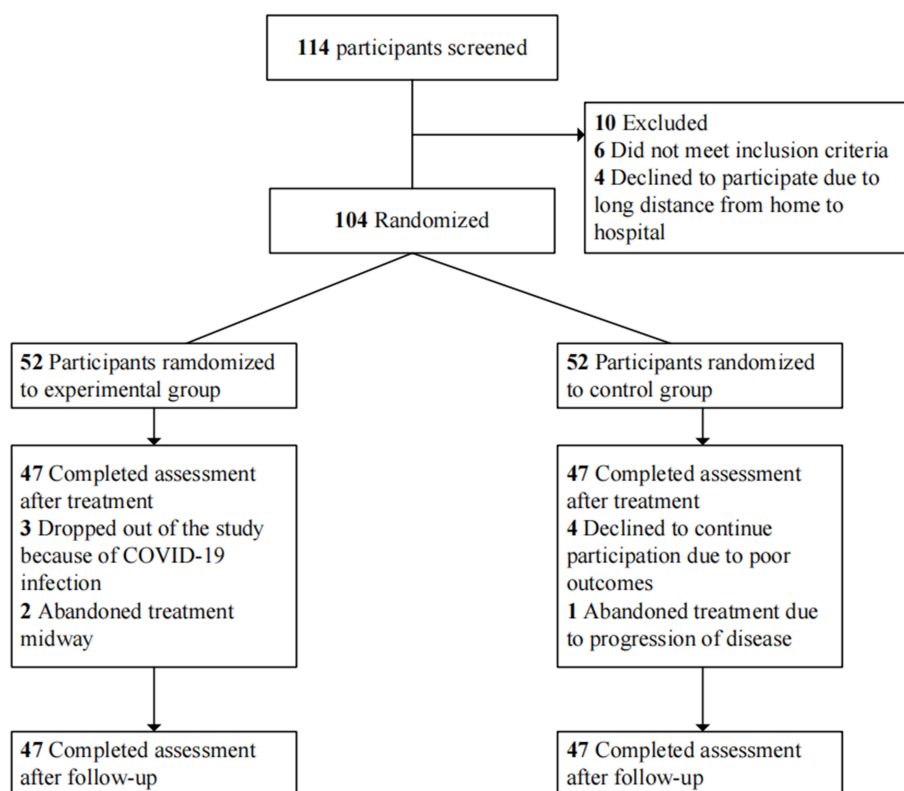 114 participants screened
10 Excluded
6 Did not meet inclusion criteria
4 Declined to participate due to
long distance from home to
hospital
104 Randomized
52 Participants ramdomized
to experimental group
52 Participants randomized
to control group
47 Completed assessment
after treatment
3 Dropped out of the study
because of COVID-19
infection
2 Abandoned treatment
midway
47 Completed assessment
after treatment
4 Declined to continue
participation due to poor
outcomes
1 Abandoned treatment due
to progression of disease
47 Completed assessment
after follow-up
47 Completed assessment
after follow-up